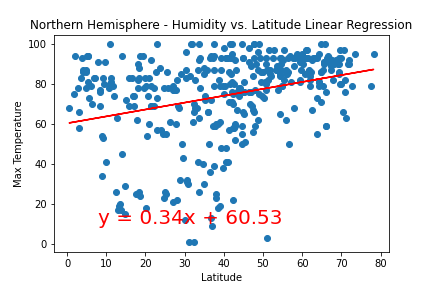 Northern Hemisphere - Humidity vs. Latitude Linear Regression
100
80
60
40
20
0
Max Temperature
y = 0.34x + 60.53
0 10 20 30 40 50 60 70 80
Latitude